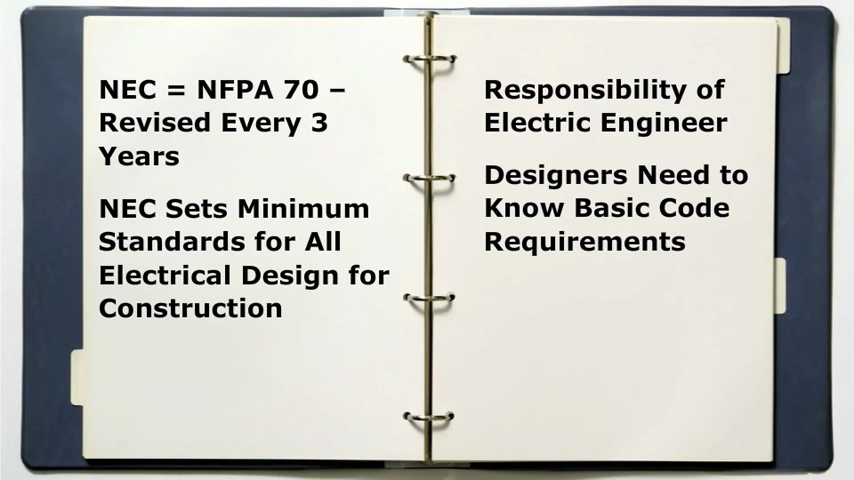 NEC = NFPA 70 –
Revised Every 3
Years
NEC Sets Minimum
Standards for All
Electrical Design for
Construction
Responsibility of
Electric Engineer
Designers Need to
Know Basic Code
Requirements